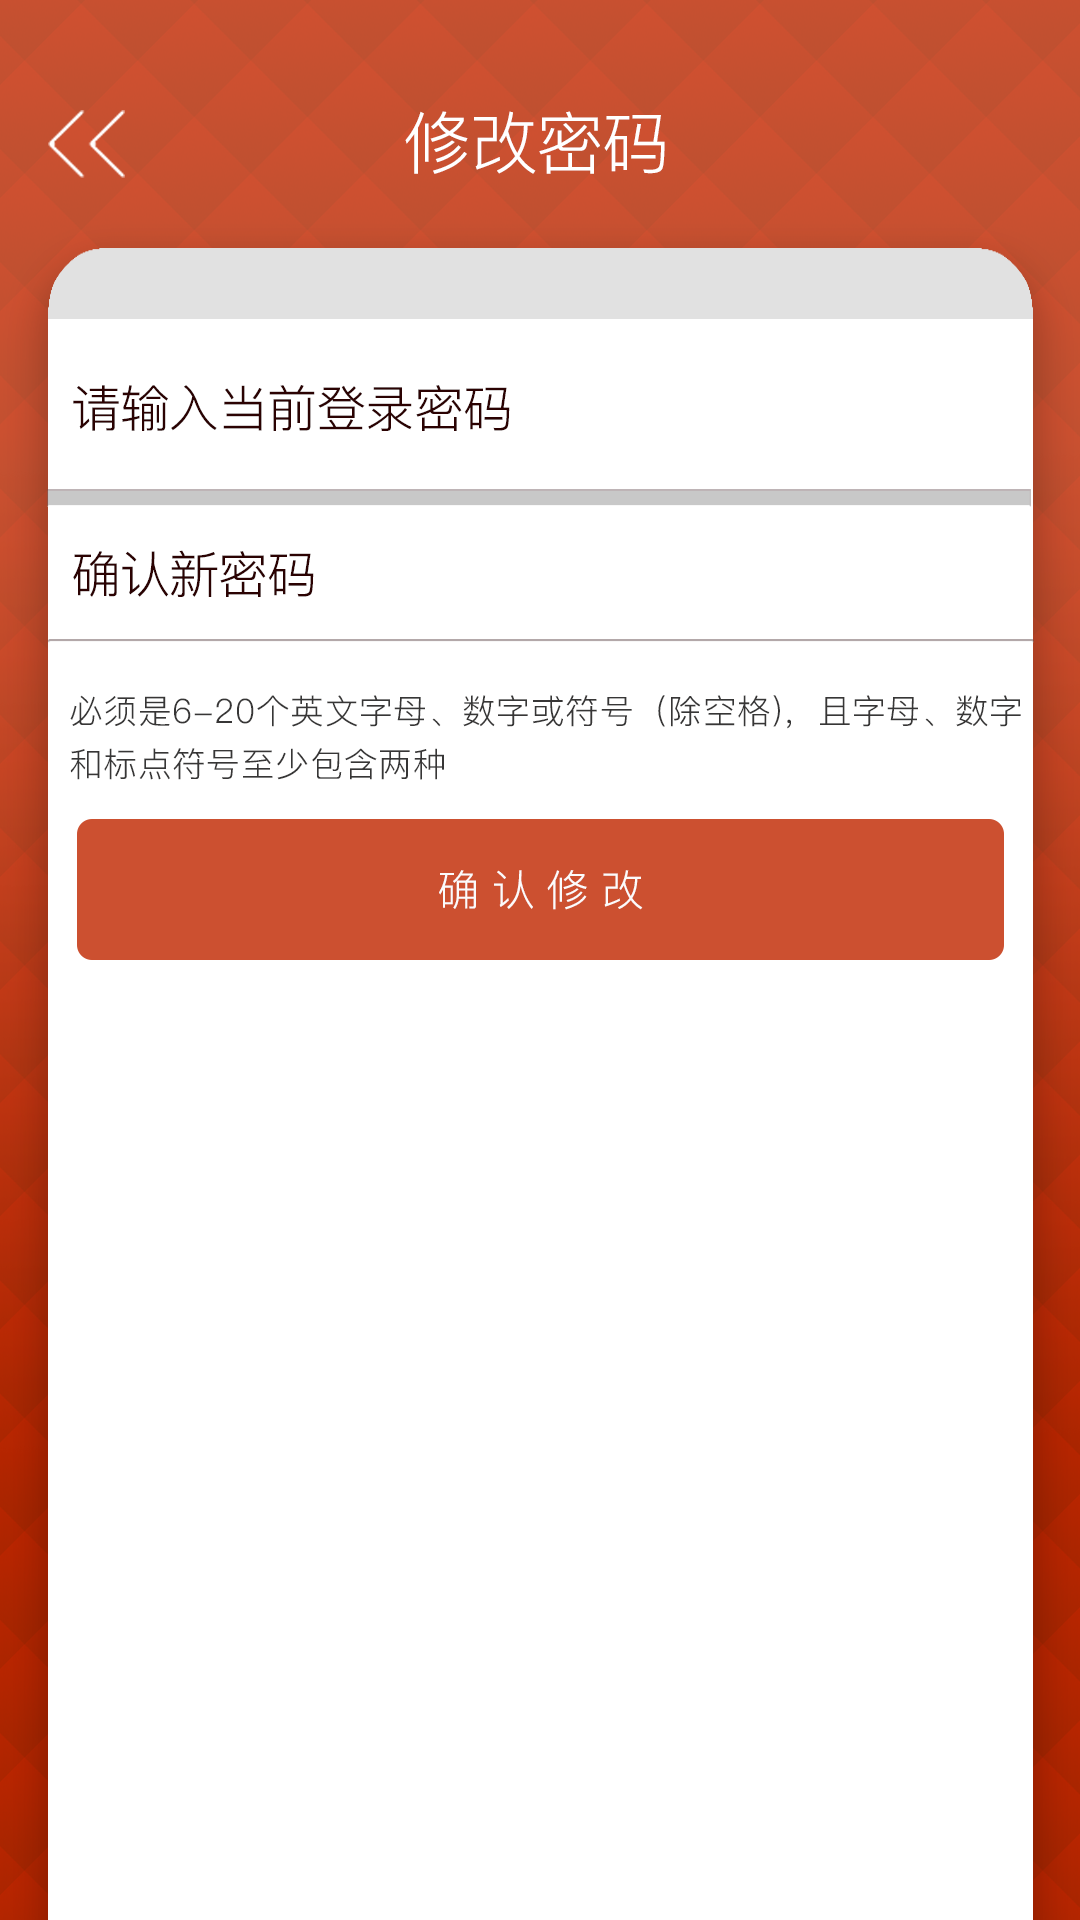 修改密码
请输入当前登录密码
确认新密码
必须是6-20个英文字母、数字或符号（除空格)，且字母、数字
和标点符号至少包含两种
确认修改